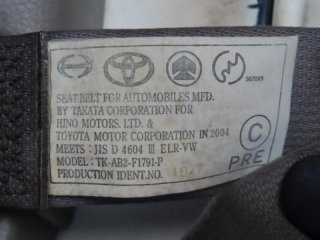 567035
SEAT BELT FOR AUTOMOBILES MFD.
BY TAKATA CORPORATION FOR
HINO MOTORS. LTD. &
TOYOTA MOTOR CORPORATION IN 2004
MEETS: JIS D 4604 III ELR-VW
MODEL: TK-AB2-F1791-P
PRODUCTION IDENT.NO.
C
PRE